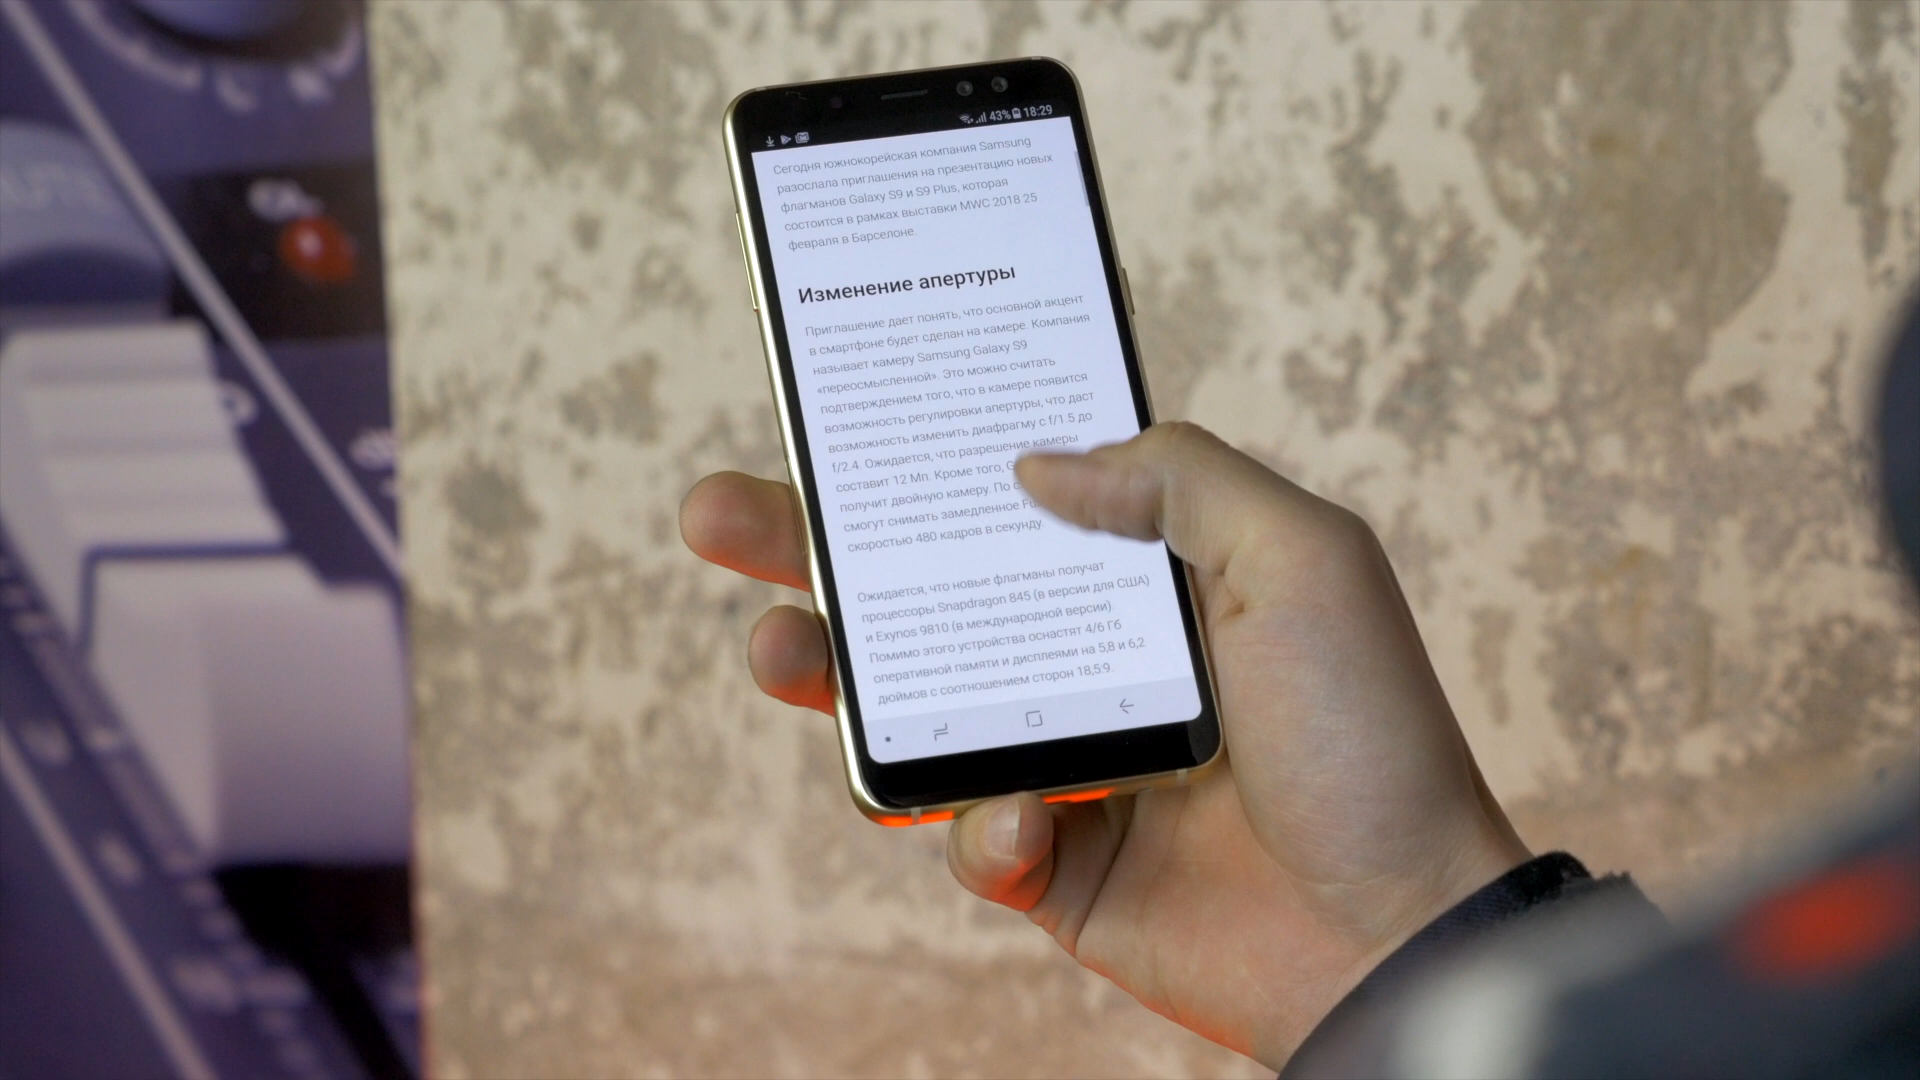 43% 18:29
Сегодня южнокорейская компания Samsung
разослала приглашения на презентацию новых
флагманов Galaxy S9 и S9 Plus, которая
состоится в рамках выставки MWC 2018 25
февраля в Барселоне.
Изменение апертуры
Приглашение дает понять, что основной акцент
в смартфоне будет сделан на камере. Компания
называет камеру Samsung Galaxy S9
«переосмысленной». Это можно считать
подтверждением того, что в камере появится
возможность регулировки апертуры, что даст
возможность изменить диафрагму с f/1.5 до
f/2.4. Ожидается, что разрешение камеры
составит 12 Мп. Кроме того,
получит двойную камеру. По
смогут снимать замедленное
скоростью 480 кадров в секунду.
Ожидается, что новые флагманы получат
процессоры Snapdragon 845 (в версии для США)
и Exynos 9810 (в международной версии).
Помимо этого устройства оснастят 4/6 Гб
оперативной памяти и дисплеями на 5,8 и 6,2
дюймов с соотношением сторон 18,5:9.